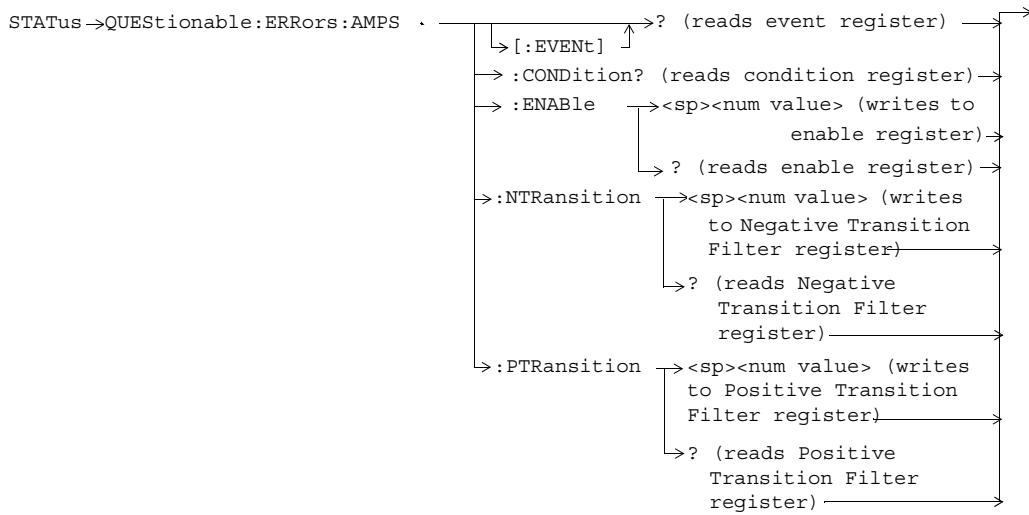 STATus QUEStionable:ERRors:AMPS ? (reads event register)
[:EVENt]
:CONDition? (reads condition register)
:ENABle <sp><num value> (writes to
enable register)
? (reads enable register)
:NTRansition <sp><num value> (writes
to Negative Transition
Filter register)
? (reads Negative
Transition Filter
register)
:PTRansition <sp><num value> (writes
to Positive Transition
Filter register)
? (reads Positive
Transition Filter
register)